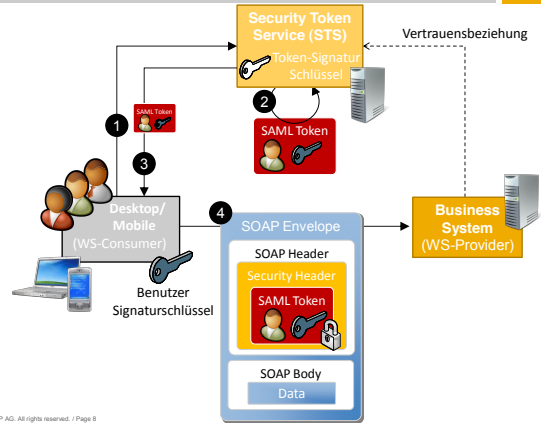 Security Token
Service (STS)
Token-Signatur
Schlüssel
Vertrauensbeziehung
SAML Token
1
2
SAML Token
3
4
Desktop/
Mobile
(WS-Consumer)
Benutzer
Signaturschlüssel
SOAP Envelope
SOAP Header
Security Header
SAML Token
SOAP Body
Data
Business
System
(WS-Provider)
P AG. All rights reserved. / Page 8